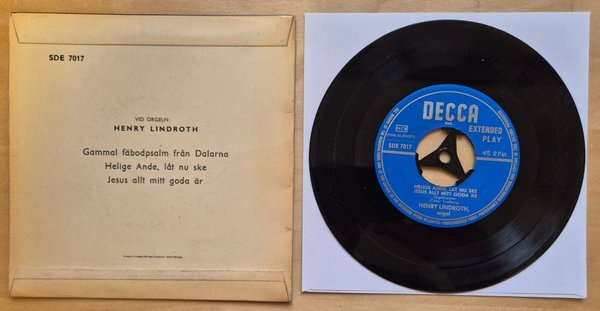 SDE 7017
VID ORGELN:
HENRY LINDROTH
Gammal fäbodpsalm från Dalarna
Helige Ande, låt nu ske
Jesus allt mitt goda är
DECCA
EXTENDED
PLAY
NCB
SDE 7017
45 RPM
HELIGE ANDE, LÅT NU SKE
JESUS ALLT MITT GODA
HENRY LINDROTH,
orgel